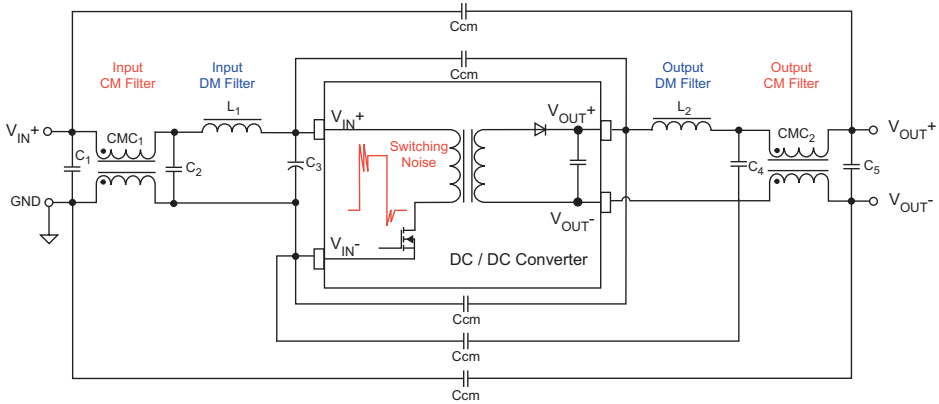 Ccm
Input
CM Filter
Input
DM Filter
Ccm
Output
DM Filter
Output
CM Filter
VIN+
CMC1
L1
VIN+
VOUT+
L2
CMC2
VOUT+
C1
C2
C3
Switching
Noise
C4
C5
GND
VOUT-
VOUT-
VIN-
DC / DC Converter
Ccm
Ccm
Ccm